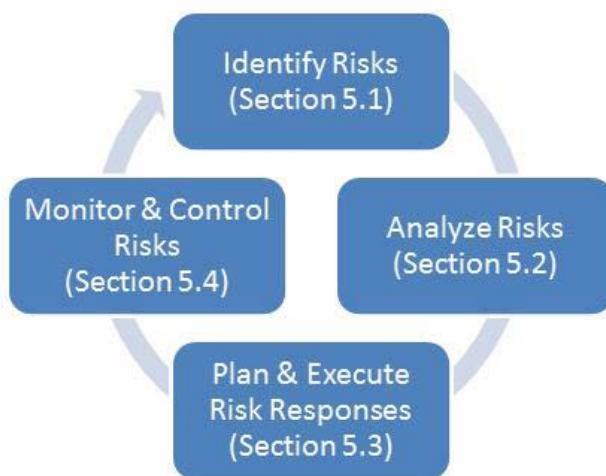 Identify Risks
(Section 5.1)
Analyze Risks
(Section 5.2)
Plan & Execute
Risk Responses
(Section 5.3)
Monitor & Control
Risks
(Section 5.4)